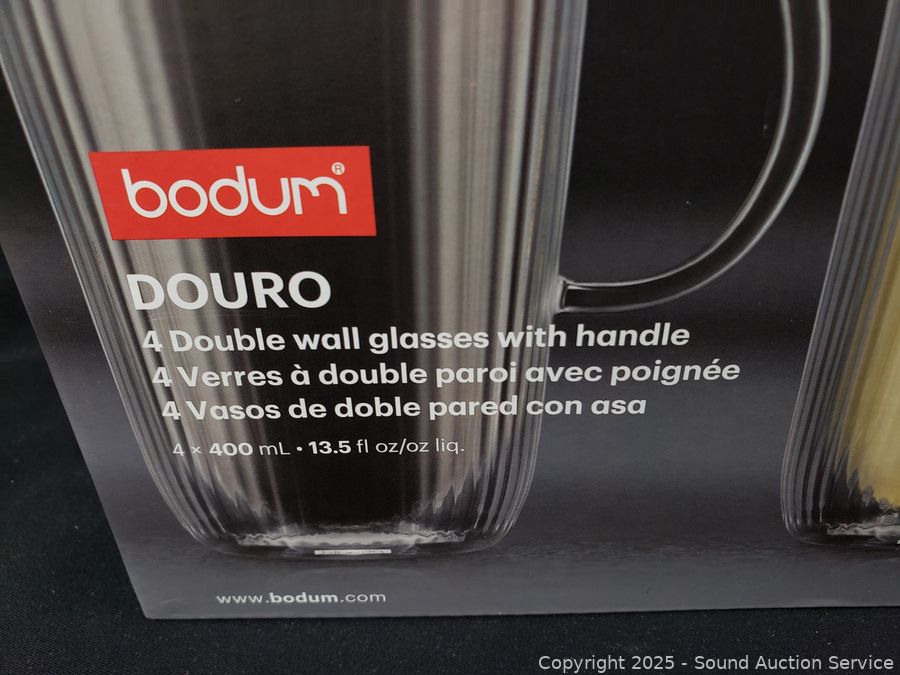 bodum®
DOURO
4 Double wall glasses with handle
4 Verres à double paroi avec poignée
4 Vasos de doble pared con asa
4 × 400 mL • 13.5 fl oz/oz liq.
www.bodum.com
Copyright 2025 - Sound Auction Service